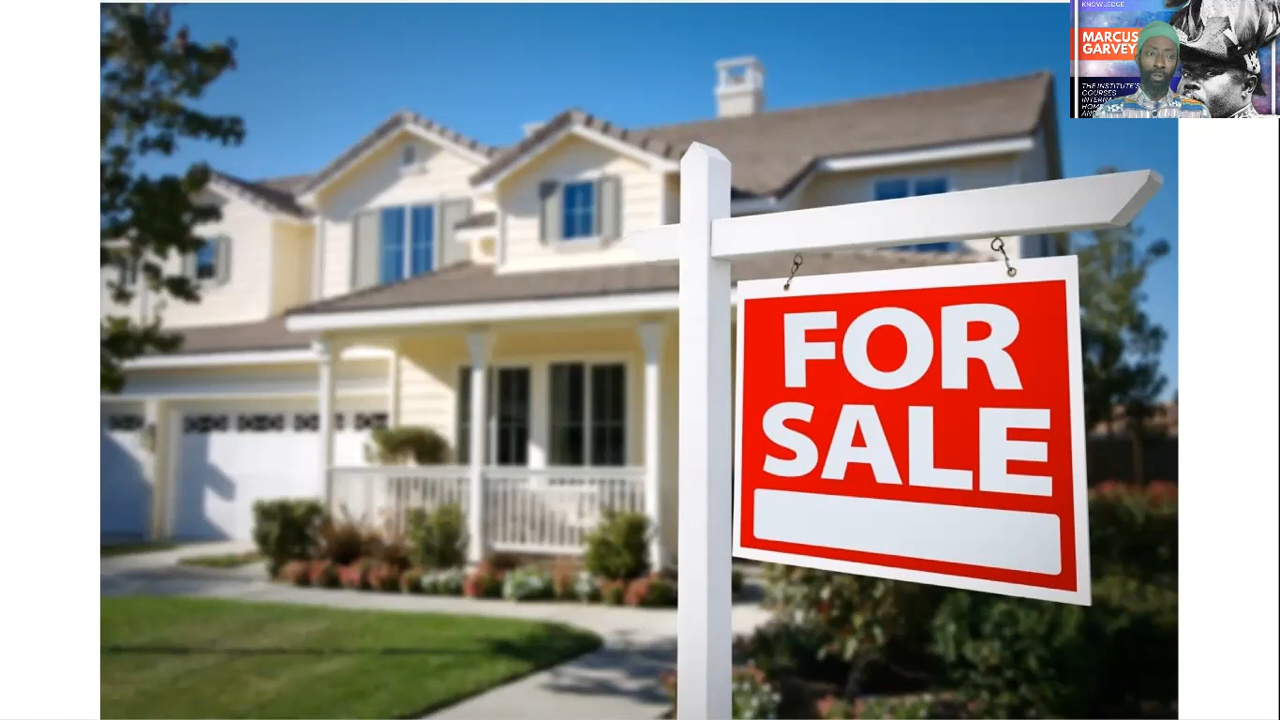 KNOWLEDGE
MARCUS
GARVEY
THE INSTITUTE'S
COURSES
FOR
SALE